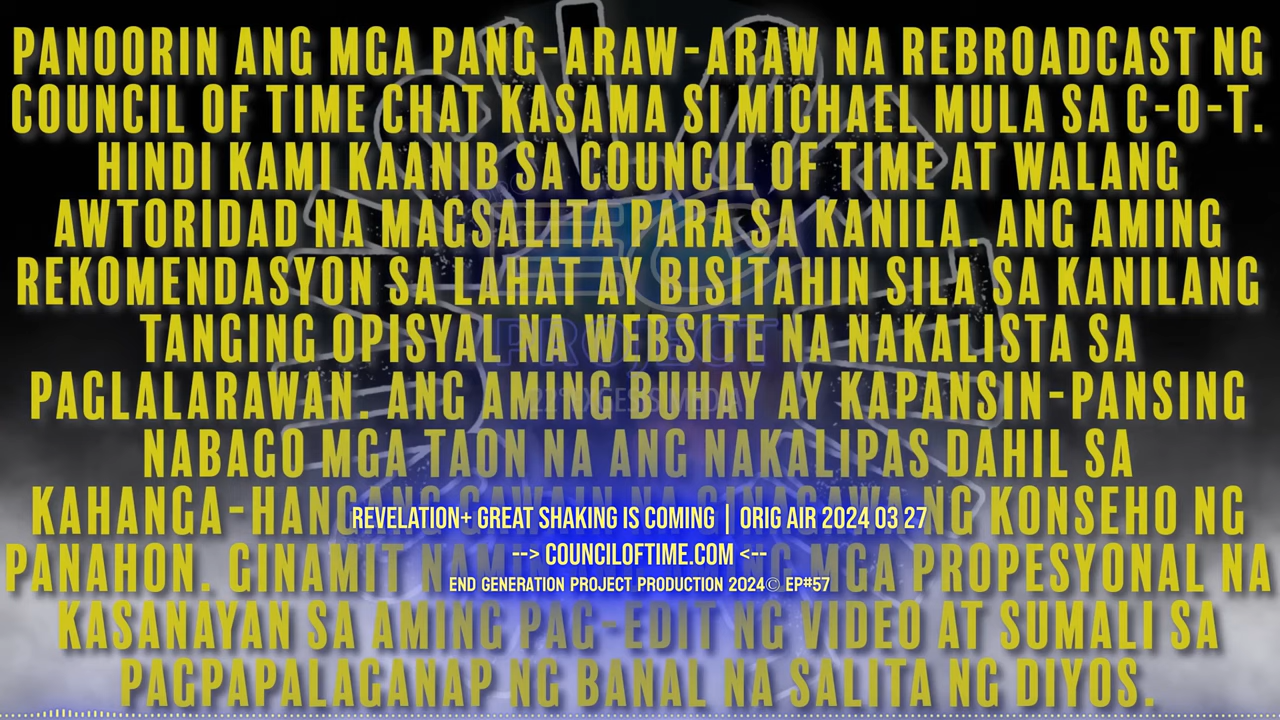 PANOORIN ANG MGA PANG-ARAW-ARAW NA REBROADCAST NG
COUNCIL OF TIME CHAT KASAMA SI MICHAEL MULA SA C-O-T.
HINDI KAMI KAANIB SA COUNCIL OF TIME AT WALANG
AWTORIDAD NA MAGSALITA PARA SA KANILA. ANG AMING
REKOMENDASYON SA LAHAT AY BISITAHIN SILA SA KANILANG
TANGING OPISYAL NA WEBSITE NA NAKALISTA SA
PAGLALARAWAN. ANG AMING BUHAY AY KAPANSIN-PANSING
NABAGO MGA TAON NA ANG NAKALIPAS DAHIL SA
KAHANGA-HANGANG GAWAIN NA GINAGAWA NG KONSEHO NG
REVELATION+ GREAT SHAKING IS COMING | ORIG AIR 2024 03 27
--> COUNCILOFTIME.COM <--
PANAHON. GINAMIT MGA PROPESYONAL NA
END GENERATION PROJECT PRODUCTION 2024© EP#57
KASANAYAN SA AMING PAG-EDIT NG VIDEO AT SUMALI SA
PAGPAPALAGANAP NG BANAL NA SALITA NG DIYOS.
PROJECT